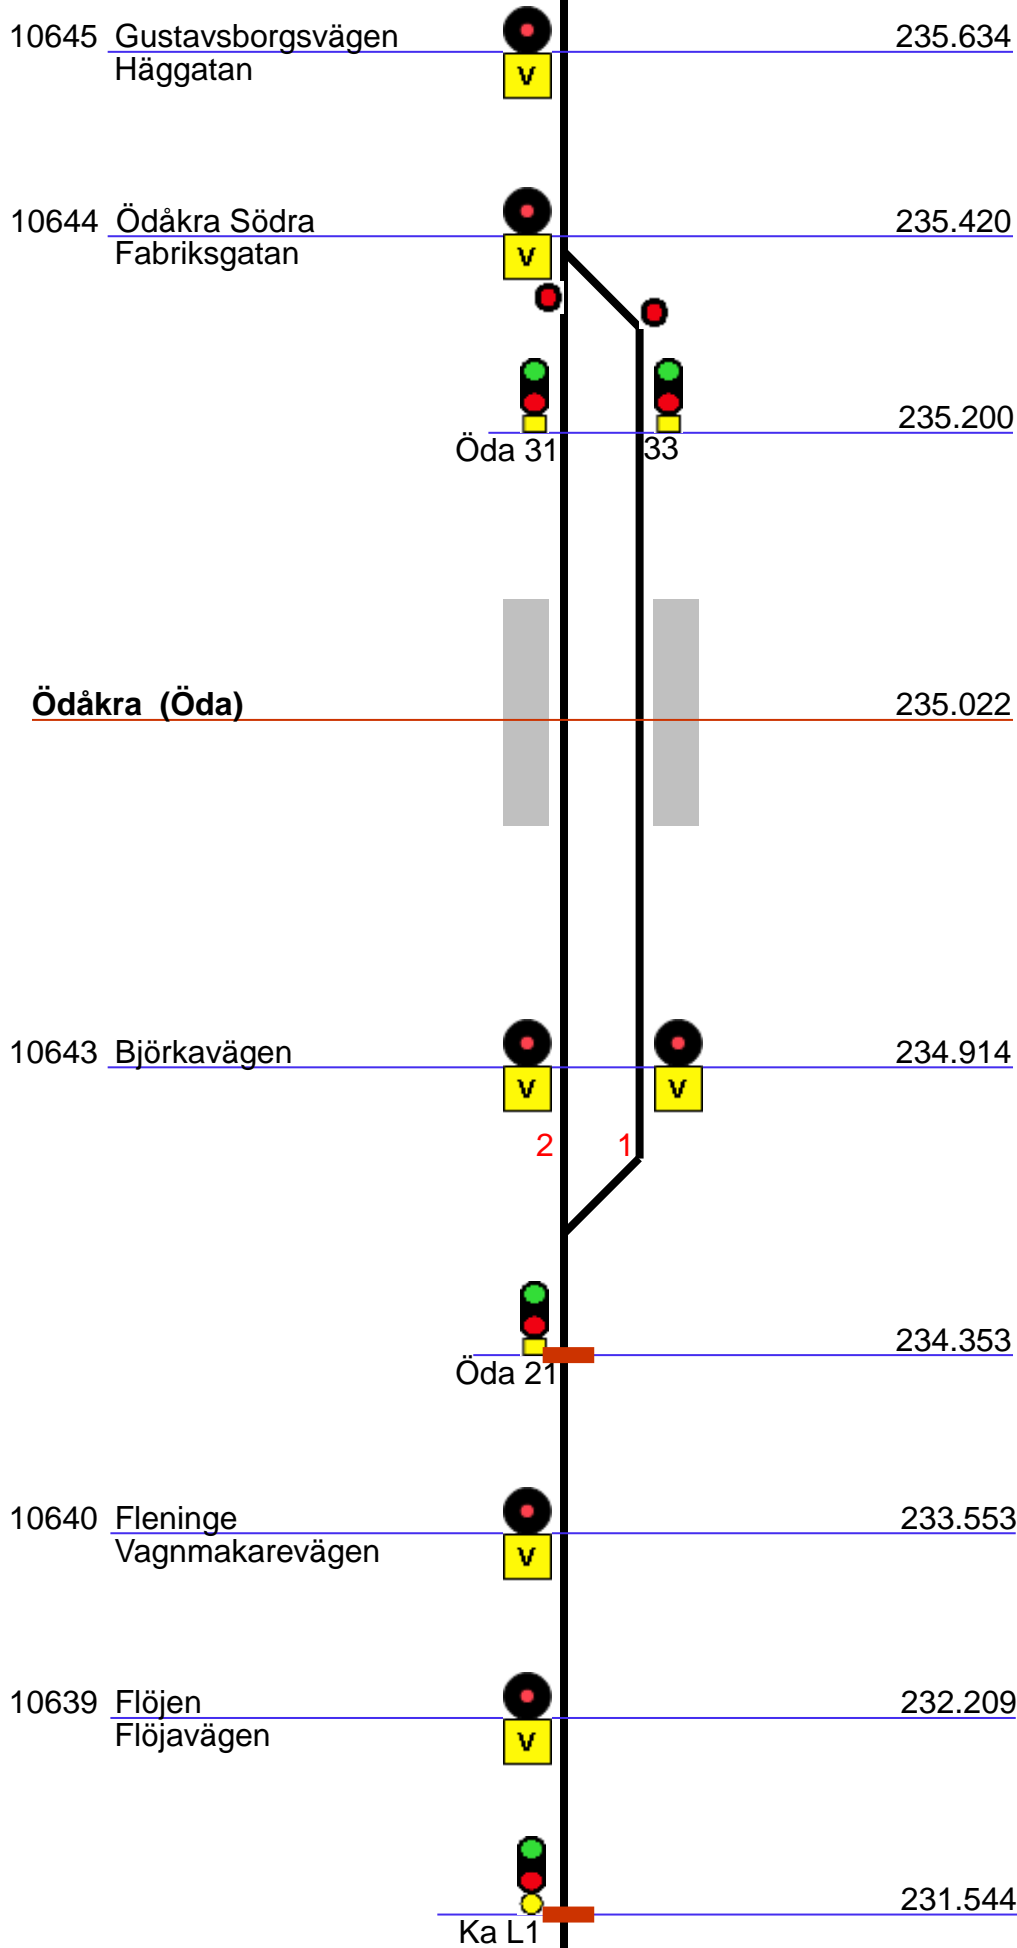 10645 Gustavsborgsvägen 235.634
Häggatan
V
10644 Ödåkra Södra 235.420
Fabriksgatan
V
235.200
Öda 31 33
Ödåkra (Öda) 235.022
10643 Björkavägen 234.914
V V
2 1
234.353
Öda 21
10640 Fleninge 233.553
Vagnmakarevägen
V
10639 Flöjen 232.209
Flöjavägen
V
231.544
Ka L1